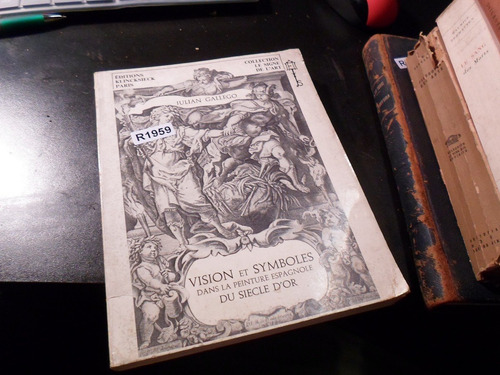 ÉDITIONS
KLINCKSIECK
PARIS
COLLECTION
LE SIGNE
DE L'ART
JULIAN GALLEGO
R1959
VISION ET SYMBOLES
DANS LA PEINTURE ESPAGNOLE
DU SIECLE D'OR